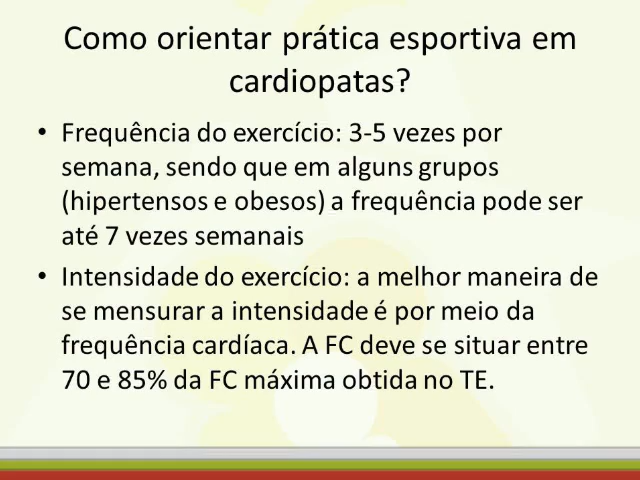 Como orientar prática esportiva em
cardiopatas?
• Frequência do exercício: 3-5 vezes por
semana, sendo que em alguns grupos
(hipertensos e obesos) a frequência pode ser
até 7 vezes semanais
• Intensidade do exercício: a melhor maneira de
se mensurar a intensidade é por meio da
frequência cardíaca. A FC deve se situar entre
70 e 85% da FC máxima obtida no TE.